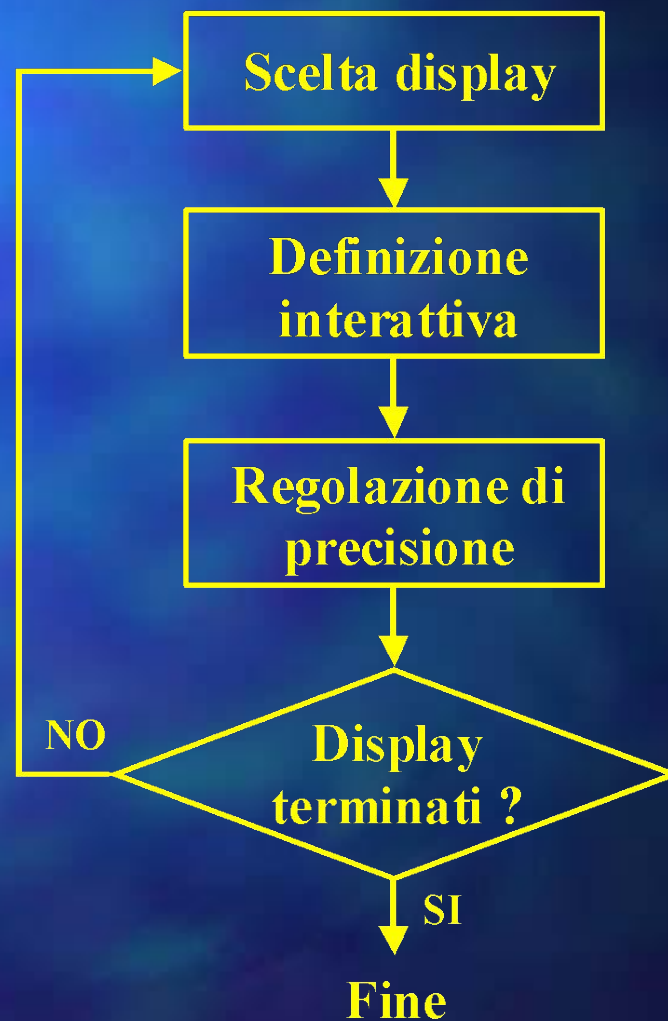 Scelta display
Definizione
interattiva
Regolazione di
precisione
NO
Display
terminati ?
SI
Fine